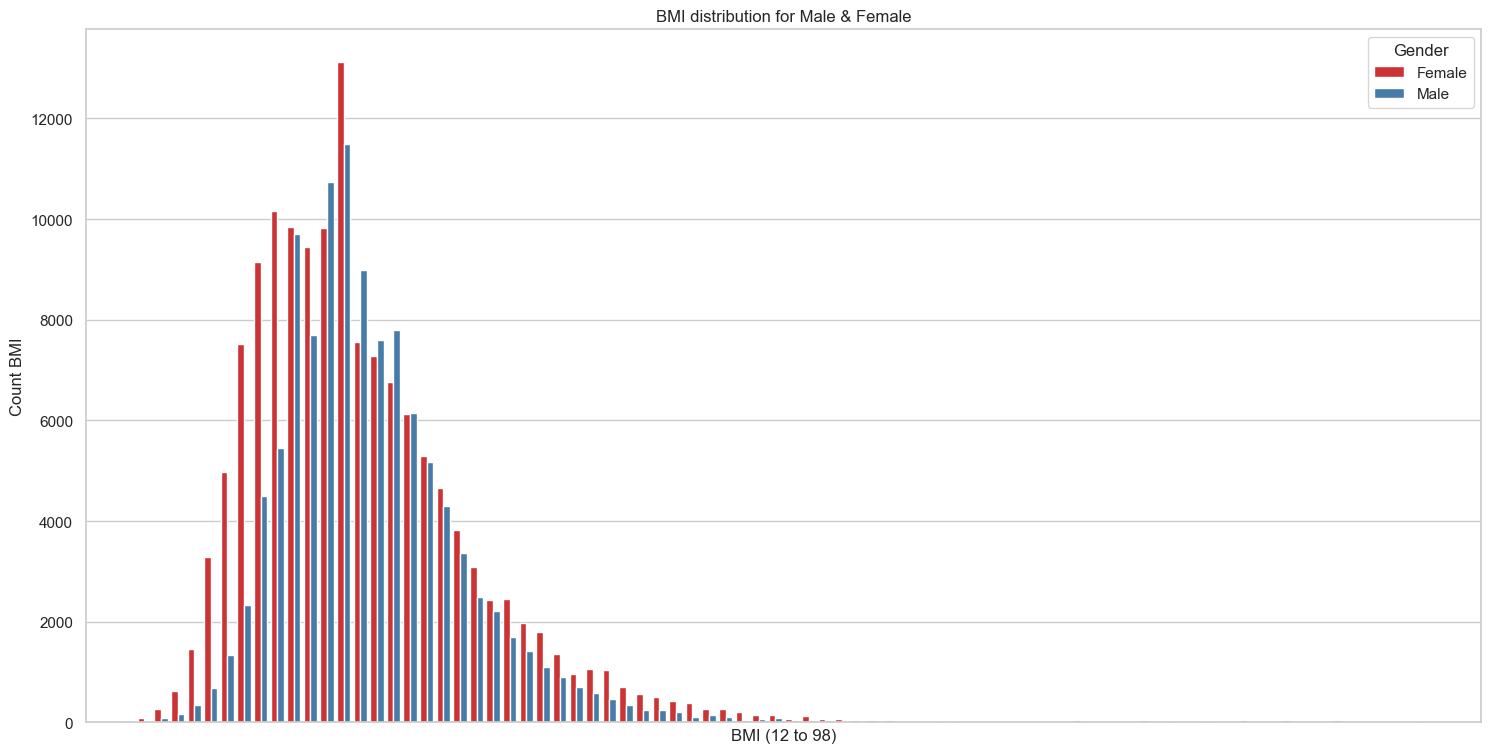 BMI distribution for Male & Female
Gender
Female
Male
12000
10000
8000
6000
4000
2000
0
Count BMI
BMI (12 to 98)